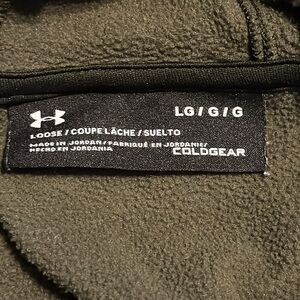 LG / G / G
LOOSE / COUPE LÂCHE / SUELTO
MADE IN JORDAN / FABRIQUÉ EN JORDANIE /
HECHO EN JORDANIA
COLDGEAR